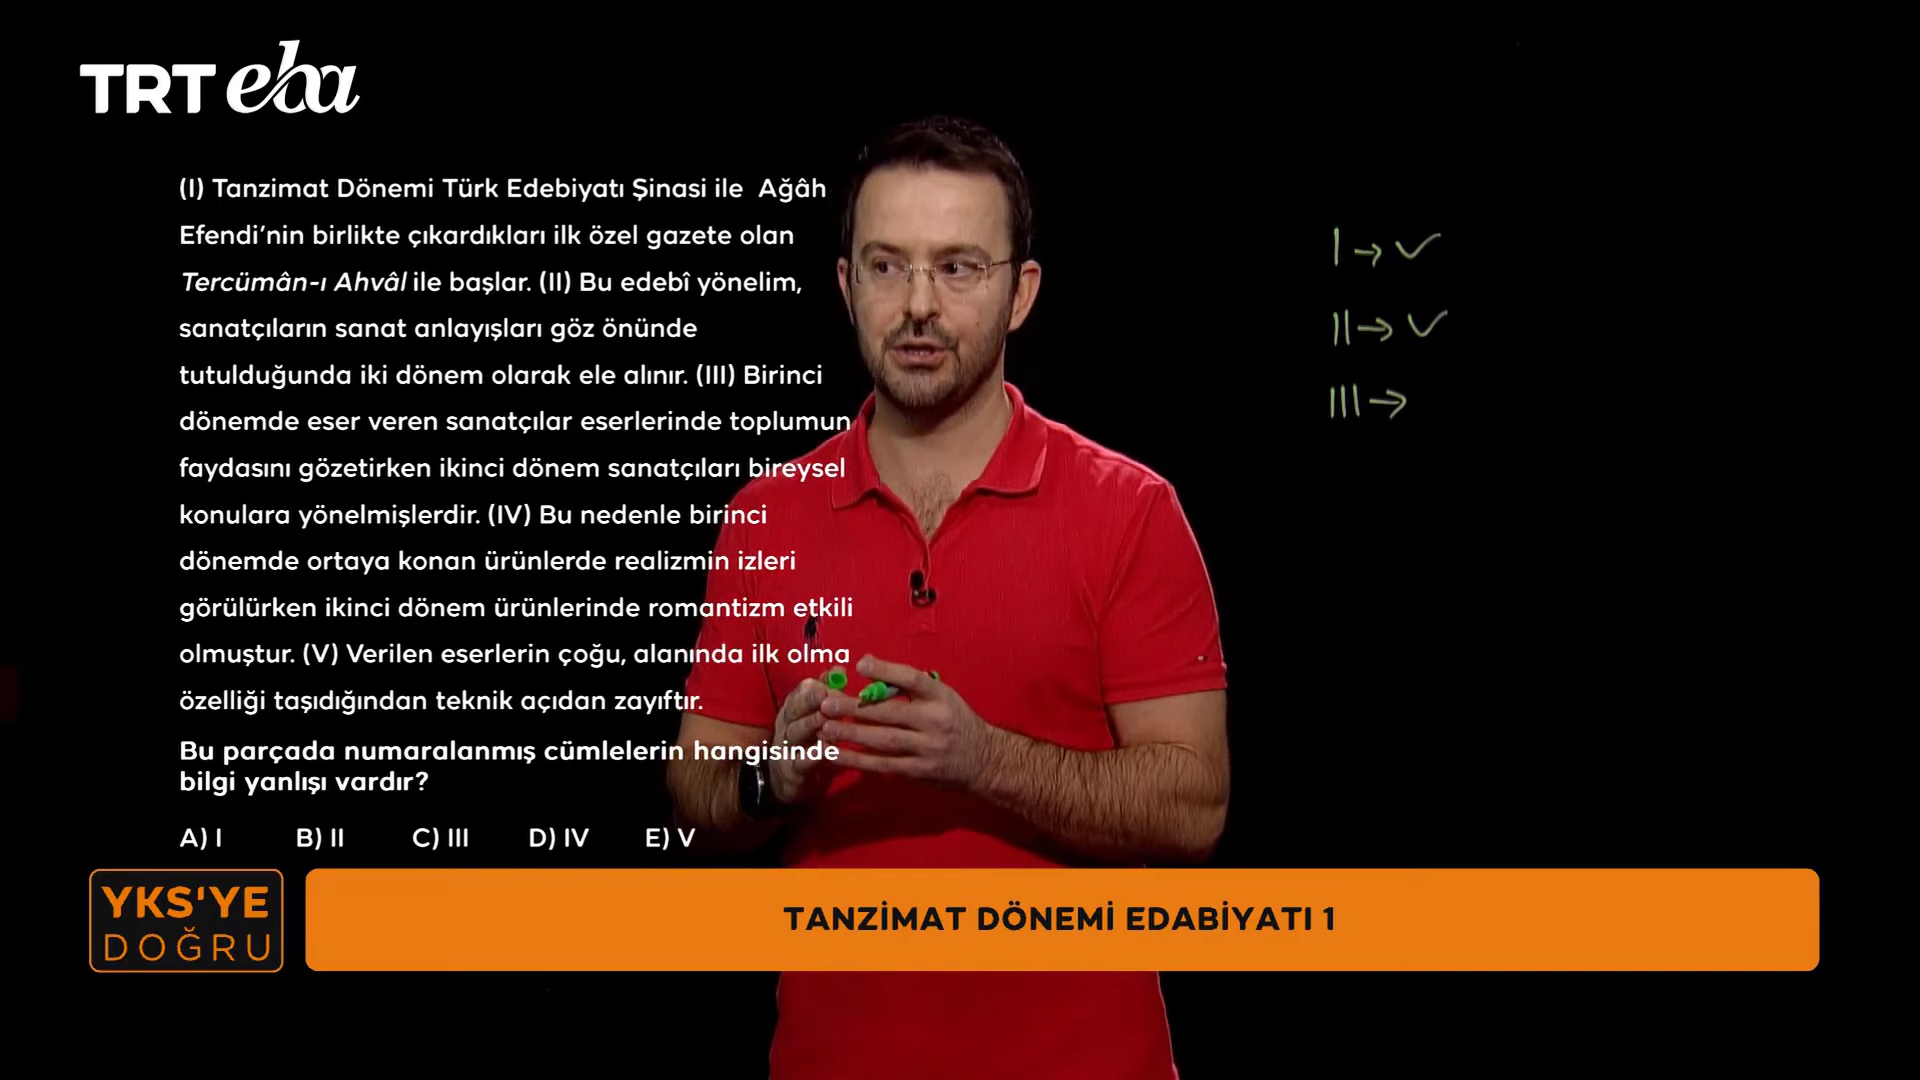 TRT eba
(I) Tanzimat Dönemi Türk Edebiyatı Şinasi ile Ağâh
Efendi'nin birlikte çıkardıkları ilk özel gazete olan
Tercümân-ı Ahvâl ile başlar. (II) Bu edebî yönelim,
sanatçıların sanat anlayışları göz önünde
tutulduğunda iki dönem olarak ele alınır. (III) Birinci
dönemde eser veren sanatçılar eserlerinde toplumun
faydasını gözetirken ikinci dönem sanatçıları bireysel
konulara yönelmişlerdir. (IV) Bu nedenle birinci
dönemde ortaya konan ürünlerde realizmin izleri
görülürken ikinci dönem ürünlerinde romantizm etkili
olmuştur. (V) Verilen eserlerin çoğu, alanında ilk olma
özelliği taşıdığından teknik açıdan zayıftır.
Bu parçada numaralanmış cümlelerin hangisinde
bilgi yanlışı vardır?
A) I B) II C) III D) IV E) V
I → ✓
II → ✓
III →
YKS'YE
DOĞRU
TANZİMAT DÖNEMİ EDABİYATI 1